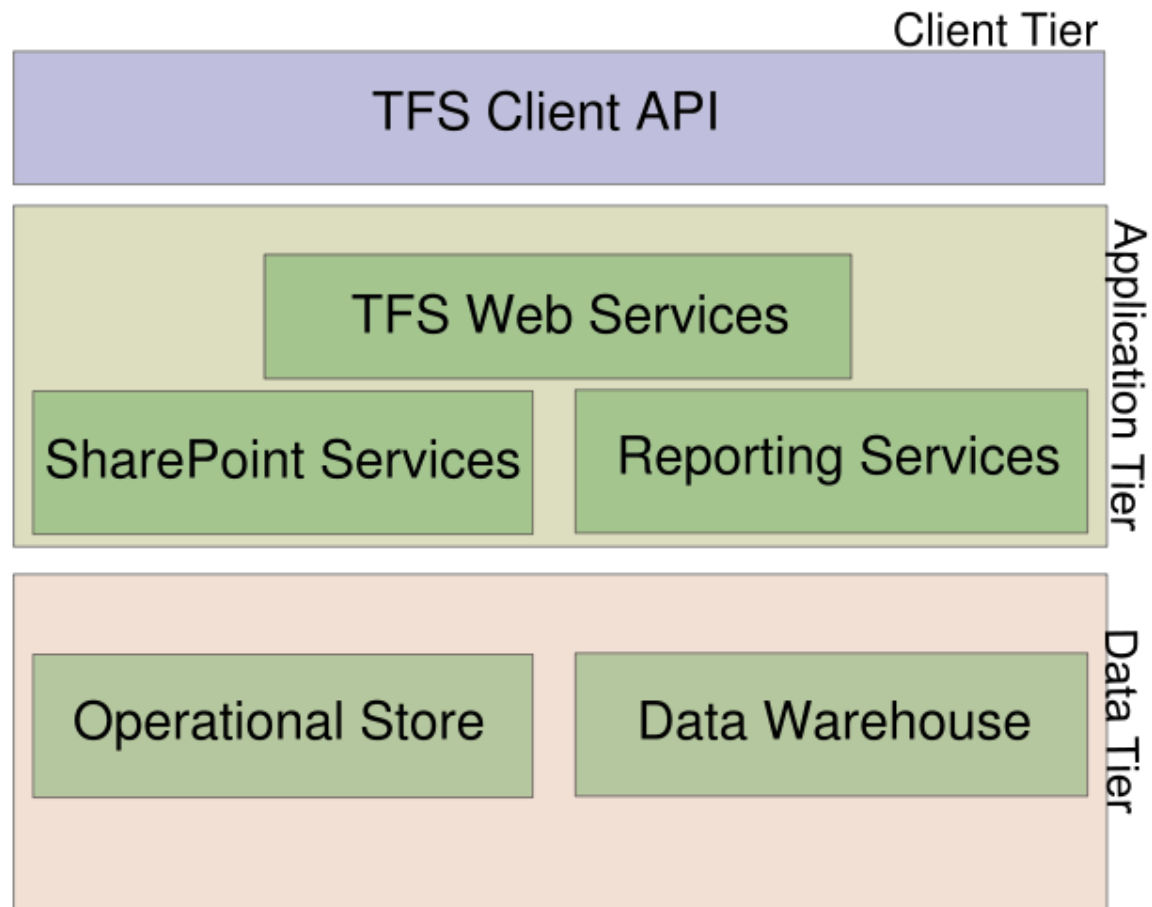 Client Tier
TFS Client API
Application Tier
TFS Web Services
SharePoint Services
Reporting Services
Data Tier
Operational Store
Data Warehouse